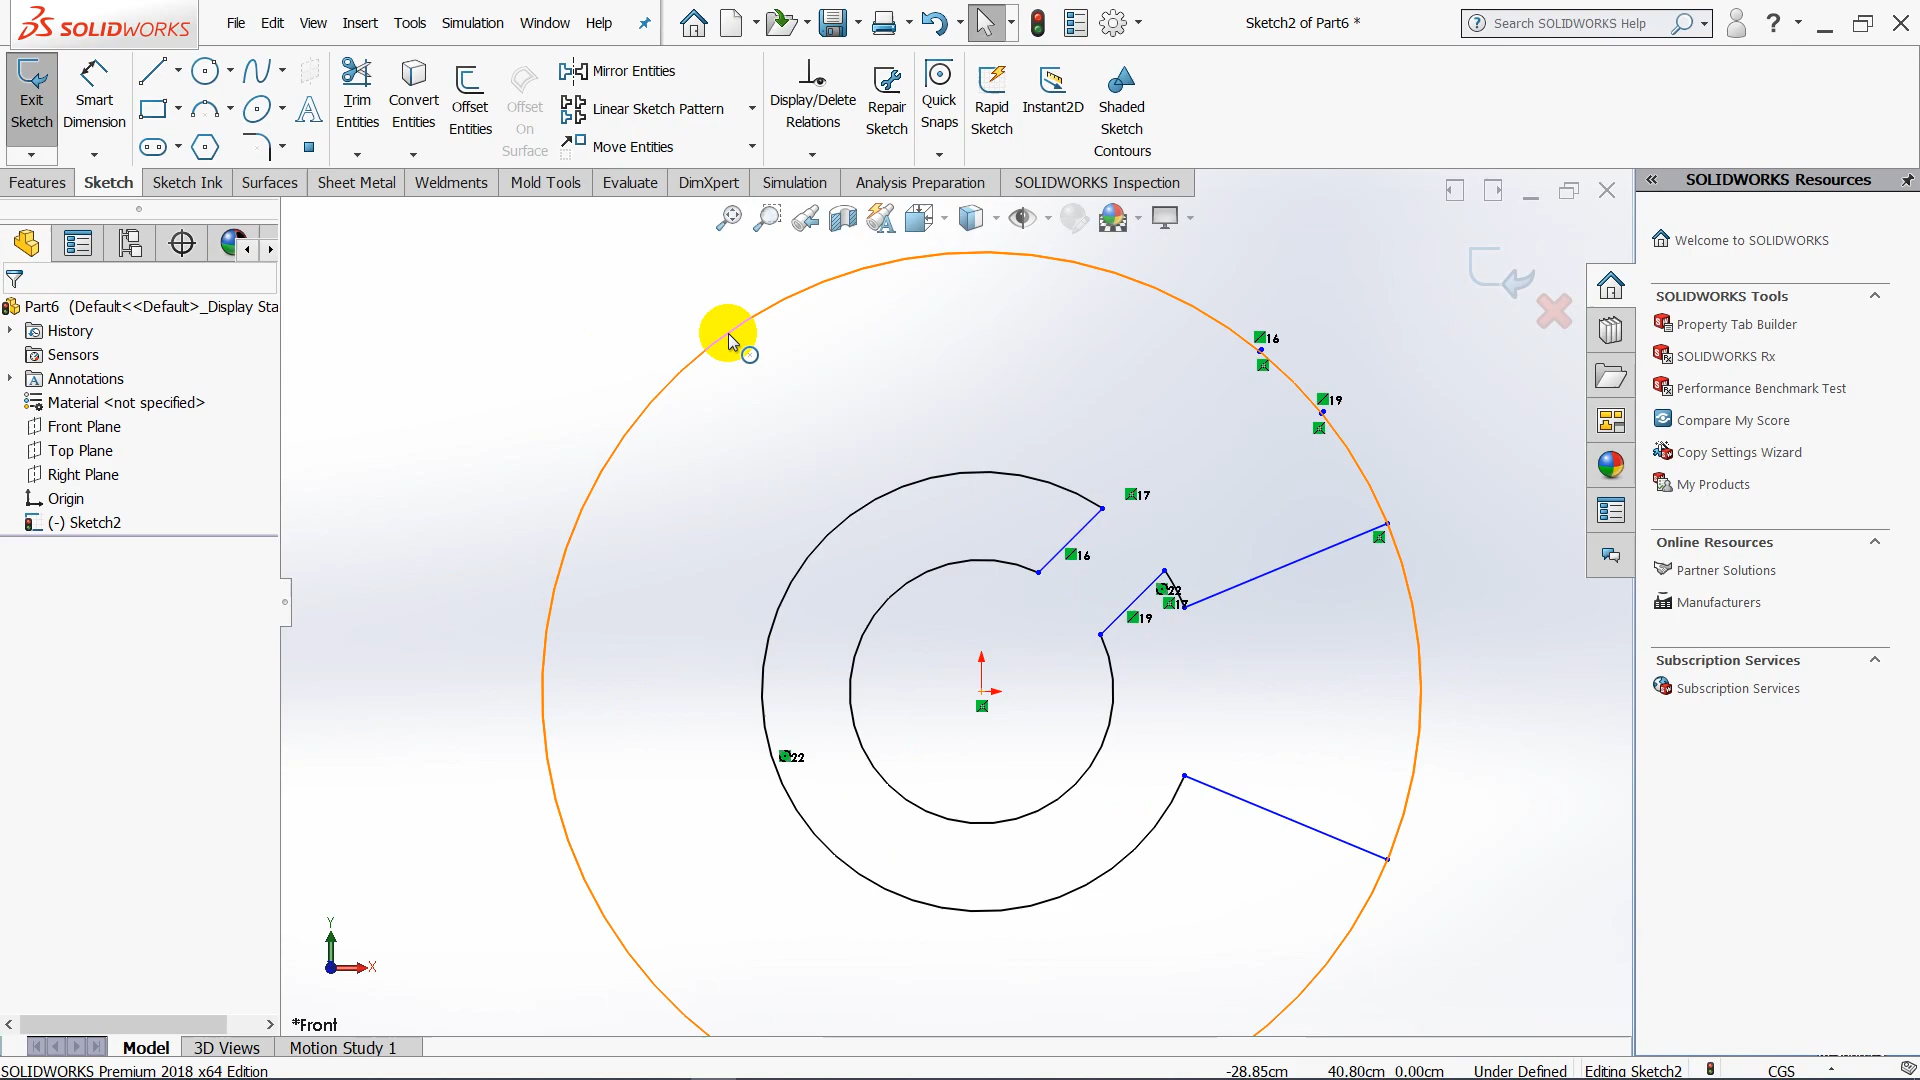 SOLIDWORKS
File Edit View Insert Tools Simulation Window Help
Sketch2 of Part6 *
Search SOLIDWORKS Help
Exit Sketch
Smart Dimension
Trim Entities
Convert Entities
Offset Entities
Offset On Surface
Mirror Entities
Linear Sketch Pattern
Move Entities
Display/Delete Relations
Repair Sketch
Quick Snaps
Rapid Sketch
Instant2D
Shaded Sketch Contours
Features Sketch Sketch Ink Surfaces Sheet Metal Weldments Mold Tools Evaluate DimXpert Simulation Analysis Preparation SOLIDWORKS Inspection
SOLIDWORKS Resources
Part6 (Default<<Default>_Display Sta
History
Sensors
Annotations
Material <not specified>
Front Plane
Top Plane
Right Plane
Origin
(-) Sketch2
16
19
17
16
22
17
19
22
Y
X
*Front
Welcome to SOLIDWORKS
SOLIDWORKS Tools
Property Tab Builder
SOLIDWORKS Rx
Performance Benchmark Test
Compare My Score
Copy Settings Wizard
My Products
Online Resources
Partner Solutions
Manufacturers
Subscription Services
Subscription Services
Model 3D Views Motion Study 1
SOLIDWORKS Premium 2018 x64 Edition
-28.85cm 40.80cm 0.00cm Under Defined Editing Sketch2 CGS